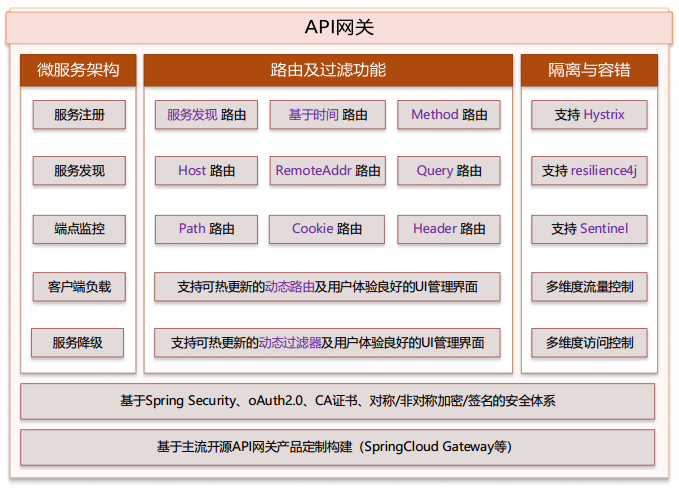 API网关
微服务架构
路由及过滤功能
隔离与容错
服务注册
服务发现 路由
基于时间 路由
Method 路由
支持 Hystrix
服务发现
Host 路由
RemoteAddr 路由
Query 路由
支持 resilience4j
端点监控
Path 路由
Cookie 路由
Header 路由
支持 Sentinel
客户端负载
支持可热更新的动态路由及用户体验良好的UI管理界面
多维度流量控制
服务降级
支持可热更新的动态过滤器及用户体验良好的UI管理界面
多维度访问控制
基于Spring Security、oAuth2.0、CA证书、对称/非对称加密/签名的安全体系
基于主流开源API网关产品定制构建（SpringCloud Gateway等）